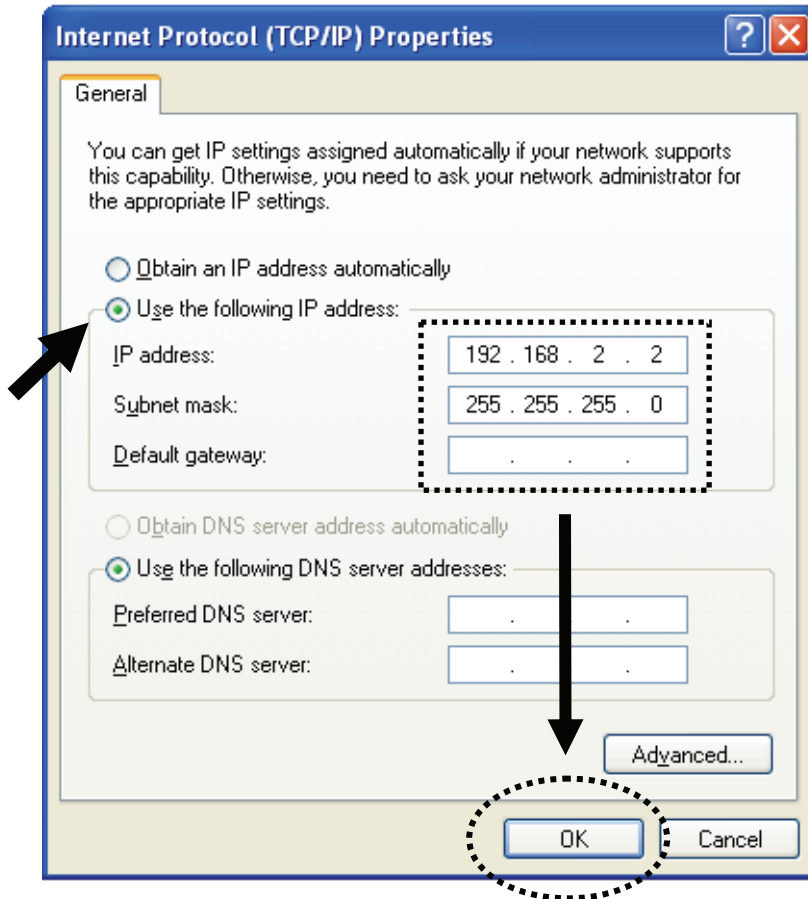 Internet Protocol (TCP/IP) Properties
General
You can get IP settings assigned automatically if your network supports
this capability. Otherwise, you need to ask your network administrator for
the appropriate IP settings.
Obtain an IP address automatically
Use the following IP address:
IP address: 192 . 168 . 2 . 2
Subnet mask: 255 . 255 . 255 . 0
Default gateway: . . .
Obtain DNS server address automatically
Use the following DNS server addresses:
Preferred DNS server: . .
Alternate DNS server: . .
Advanced...
OK Cancel